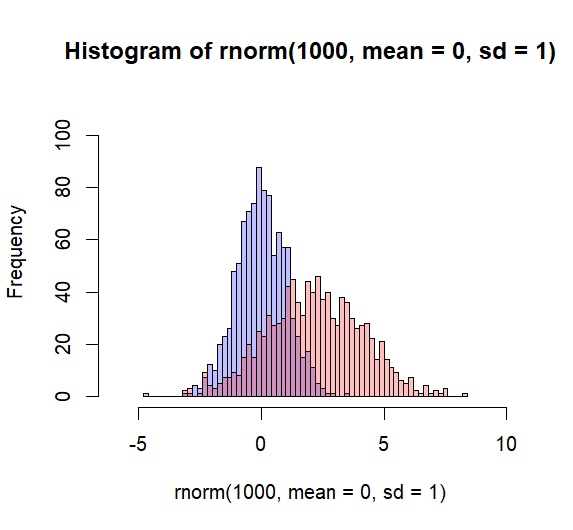 Histogram of rnorm(1000, mean = 0, sd = 1)
Frequency
100
80
60
40
20
0
-5 0 5 10
rnorm(1000, mean = 0, sd = 1)